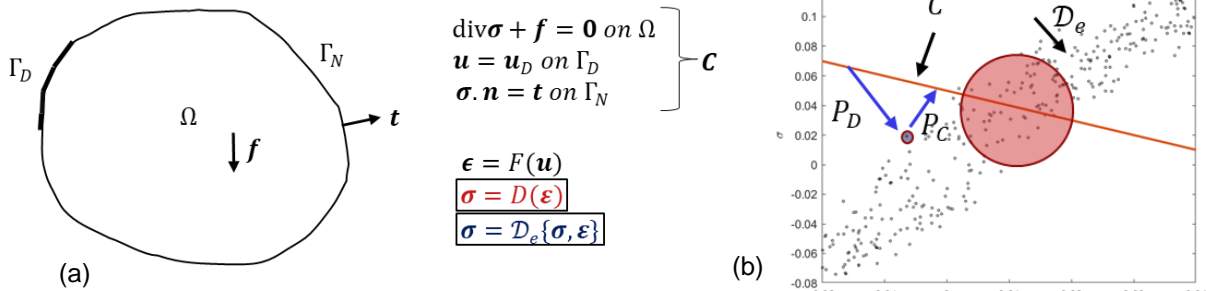 (a)
Γ_D
Γ_N
Ω
f
t
divσ + f = 0 on Ω
u = u_D on Γ_D
σ. n = t on Γ_N
C
ϵ = F(u)
σ = D(ε)
σ = 𝒟_e{σ, ε}
(b)
C
𝒟_e
P_D
P_C
σ
0.1
0.08
0.06
0.04
0.02
0
-0.02
-0.04
-0.06
-0.08